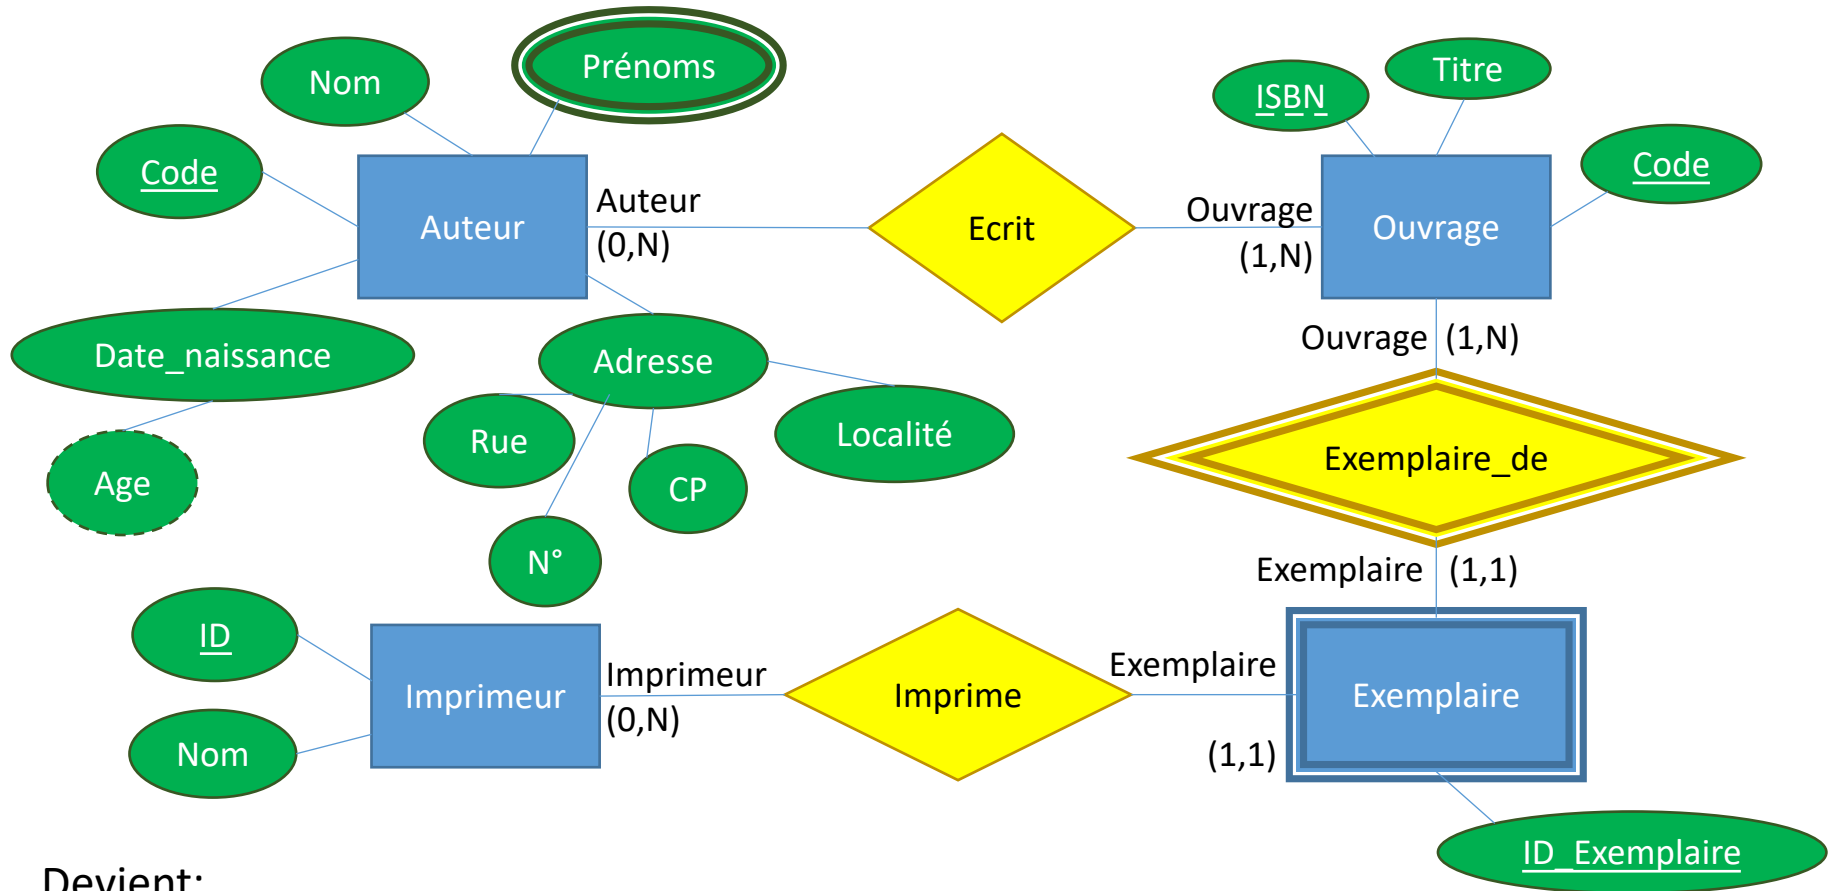 Prénoms
Nom
Titre
ISBN
Code
Code
Auteur
Auteur
(0,N)
Ecrit
Ouvrage
(1,N)
Ouvrage
Date_naissance
Adresse
Ouvrage (1,N)
Rue
Localité
Age
CP
Exemplaire_de
N°
Exemplaire (1,1)
ID
Imprimeur
Imprimeur
(0,N)
Imprime
Exemplaire
(1,1)
Exemplaire
Nom
ID_Exemplaire
Devient: